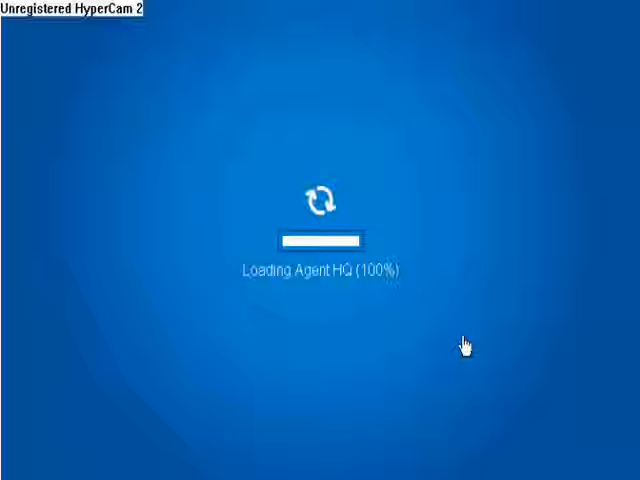 Unregistered HyperCam 2
Loading Agent HQ (100%)